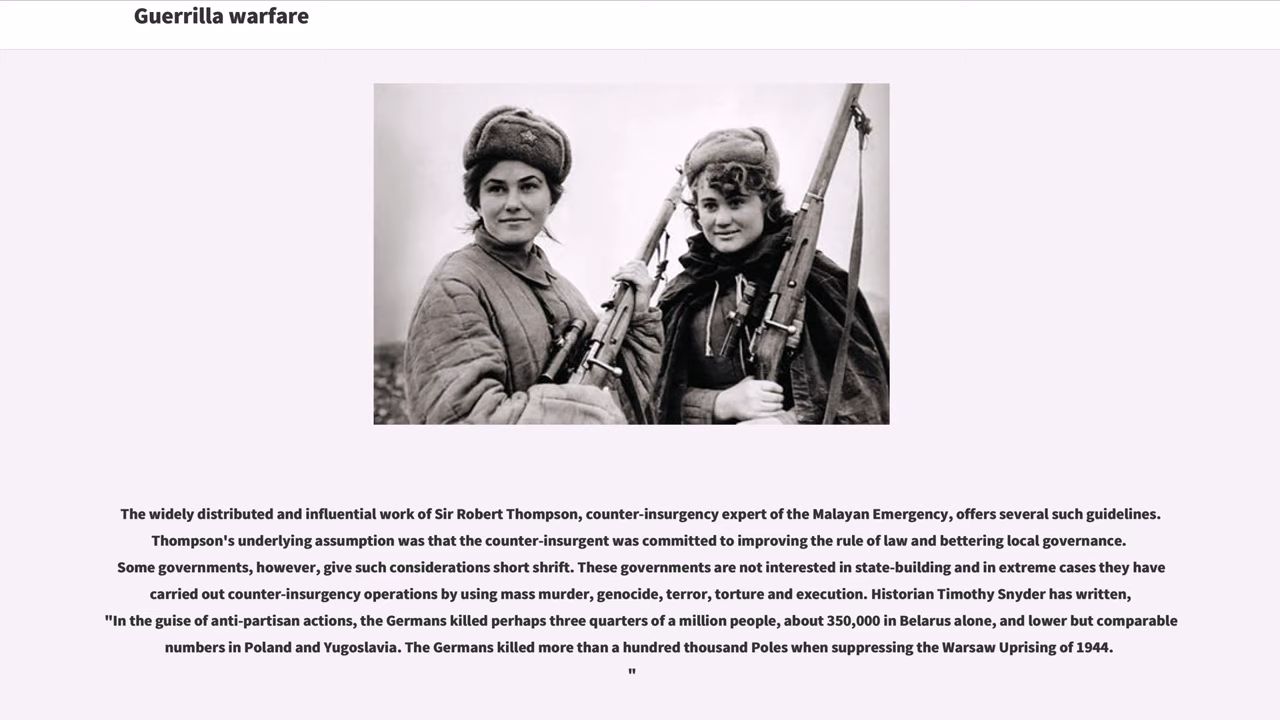 Guerrilla warfare
The widely distributed and influential work of Sir Robert Thompson, counter-insurgency expert of the Malayan Emergency, offers several such guidelines.
Thompson's underlying assumption was that the counter-insurgent was committed to improving the rule of law and bettering local governance.
Some governments, however, give such considerations short shrift. These governments are not interested in state-building and in extreme cases they have
carried out counter-insurgency operations by using mass murder, genocide, terror, torture and execution. Historian Timothy Snyder has written,
"In the guise of anti-partisan actions, the Germans killed perhaps three quarters of a million people, about 350,000 in Belarus alone, and lower but comparable
numbers in Poland and Yugoslavia. The Germans killed more than a hundred thousand Poles when suppressing the Warsaw Uprising of 1944.
"